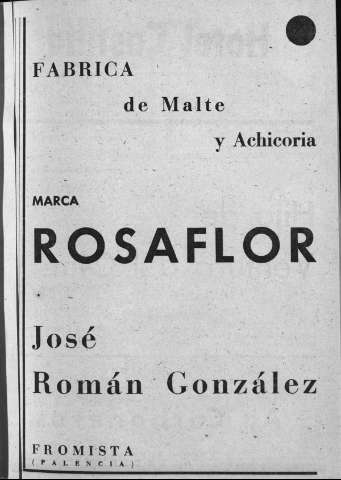 FABRICA
de Malte
y Achicoria
MARCA
ROSAFLOR
José
Román González
FROMISTA
(PALENCIA)